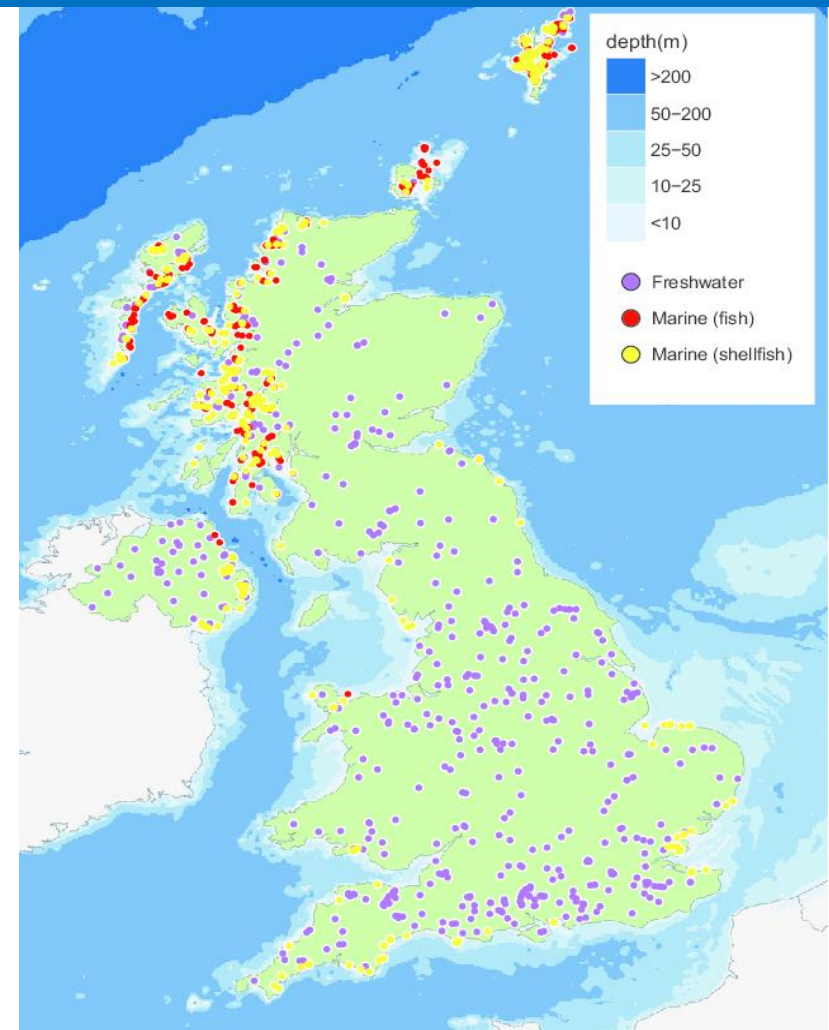 depth(m)
>200
50−200
25−50
10−25
<10
Freshwater
Marine (fish)
Marine (shellfish)